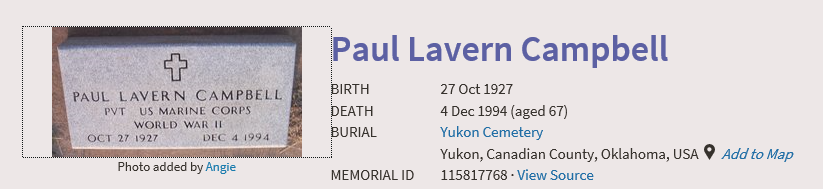 PAUL LAVERN CAMPBELL
PVT US MARINE CORPS
WORLD WAR II
OCT 27 1927 DEC 4 1994
Photo added by Angie
Paul Lavern Campbell
BIRTH 27 Oct 1927
DEATH 4 Dec 1994 (aged 67)
BURIAL Yukon Cemetery
Yukon, Canadian County, Oklahoma, USA Add to Map
MEMORIAL ID 115817768 · View Source